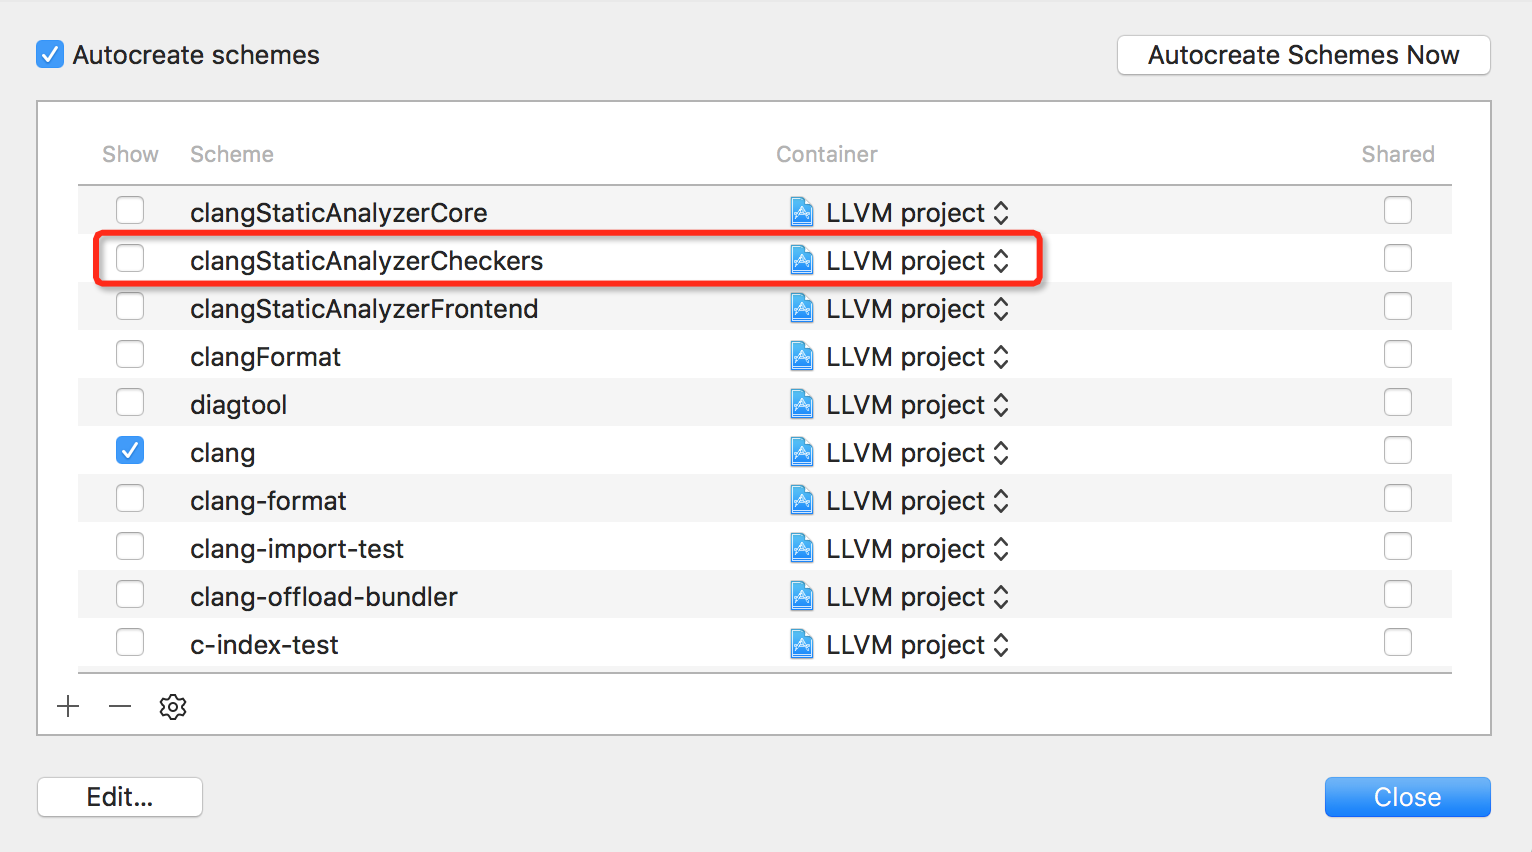 Autocreate schemes Autocreate Schemes Now
Show Scheme Container Shared
clangStaticAnalyzerCore LLVM project
clangStaticAnalyzerCheckers LLVM project
clangStaticAnalyzerFrontend LLVM project
clangFormat LLVM project
diagtool LLVM project
clang LLVM project
clang-format LLVM project
clang-import-test LLVM project
clang-offload-bundler LLVM project
c-index-test LLVM project
Edit... Close